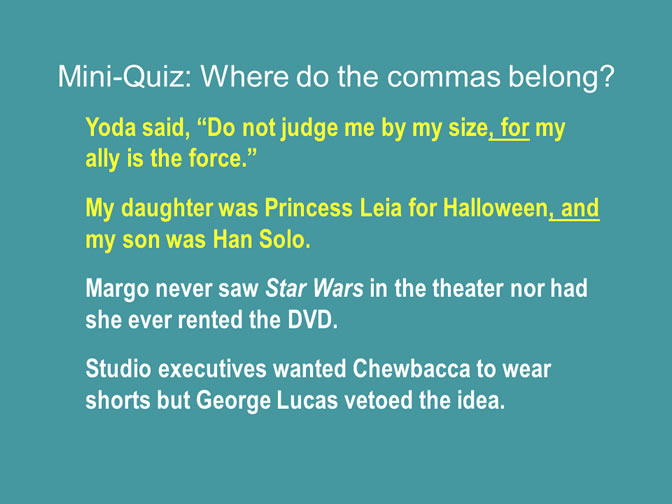 Mini-Quiz: Where do the commas belong?
Yoda said, “Do not judge me by my size, for my
ally is the force.”
My daughter was Princess Leia for Halloween, and
my son was Han Solo.
Margo never saw Star Wars in the theater nor had
she ever rented the DVD.
Studio executives wanted Chewbacca to wear
shorts but George Lucas vetoed the idea.